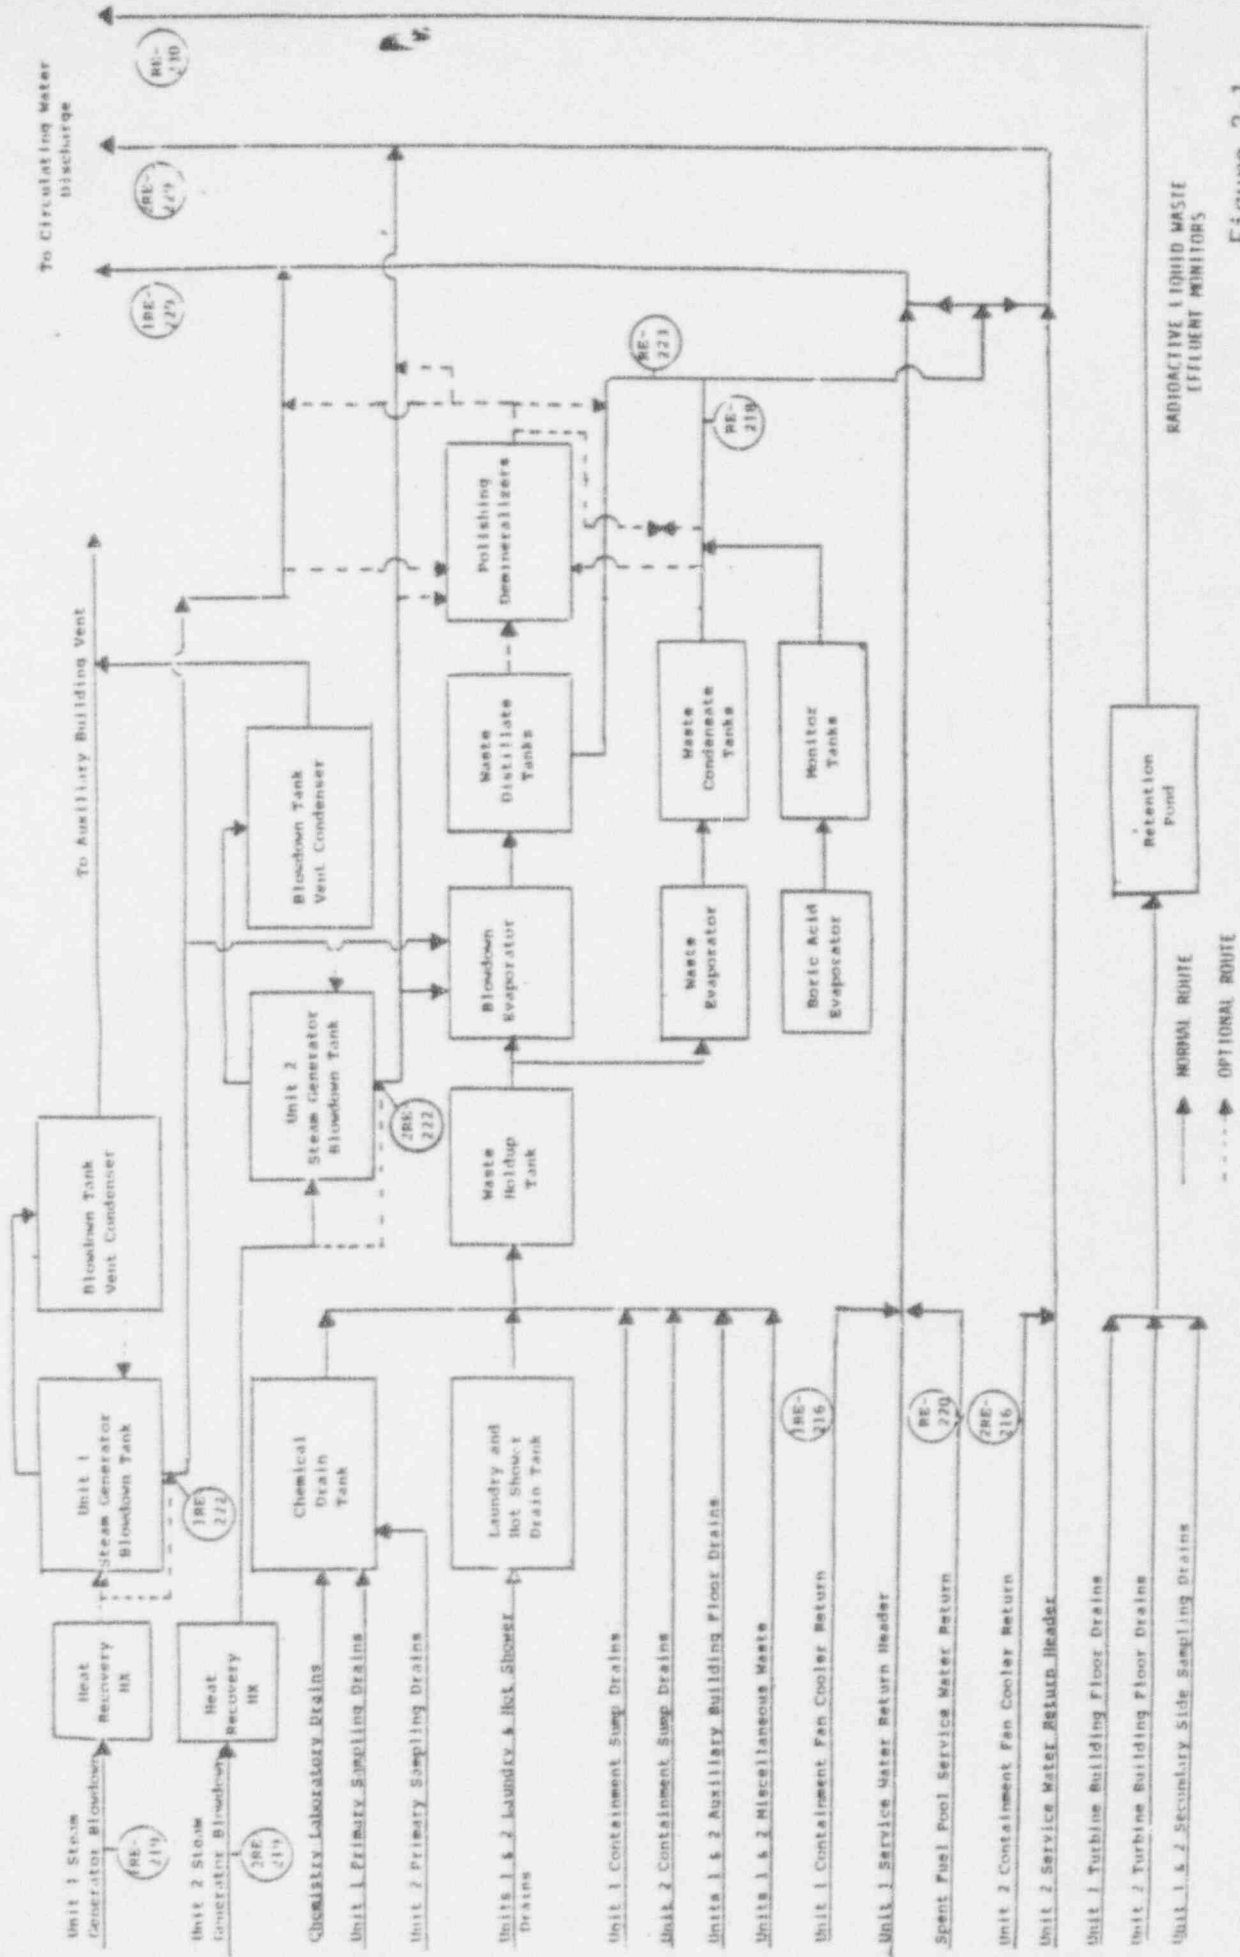 Unit 1 Steam
Generator Blowdown
1RE-
219
Unit 2 Steam
Generator Blowdown
2RE
219
Chemistry Laboratory Drains
Unit 1 Primary Sampling Drains
Unit 2 Primary Sampling Drains
Units 1 & 2 Laundry & Hot Shower
Drains
Unit 1 Containment Sump Drains
Unit 2 Containment Sump Drains
Units 1 & 2 Auxiliary Building Floor Drains
Units 1 & 2 Miscellaneous Waste
Unit 1 Containment Fan Cooler Return
Unit 1 Service Water Return Header
Spent Fuel Pool Service Water Return
Unit 2 Containment Fan Cooler Return
Unit 2 Service Water Return Header
Unit 1 Turbine Building Floor Drains
Unit 2 Turbine Building Floor Drains
Unit 1 & 2 Secondary Side Sampling Drains
Heat
Recovery
HX
Heat
Recovery
HX
Unit 1
Steam Generator
Blowdown Tank
1RE-
222
Chemical
Drain
Tank
Laundry and
Hot Shower
Drain Tank
1RE-
216
RE-
220
2RE-
216
Blowdown Tank
Vent Condenser
Unit 2
Steam Generator
Blowdown Tank
2RE
222
Waste
Holdup
Tank
To Auxiliary Building Vent
Blowdown Tank
Vent Condenser
Blowdown
Evaporator
Waste
Evaporator
Boric Acid
Evaporator
Waste
Distillate
Tanks
Waste
Condensate
Tanks
Monitor
Tanks
Retention
Pond
Polishing
Demineralizers
RE-
223
RE-
218
To Circulating Water
Discharge
1RE-
229
2RE-
229
RE-
230
NORMAL ROUTE
OPTIONAL ROUTE
RADIOACTIVE LIQUID WASTE
EFFLUENT MONITORS
Figure 2-1